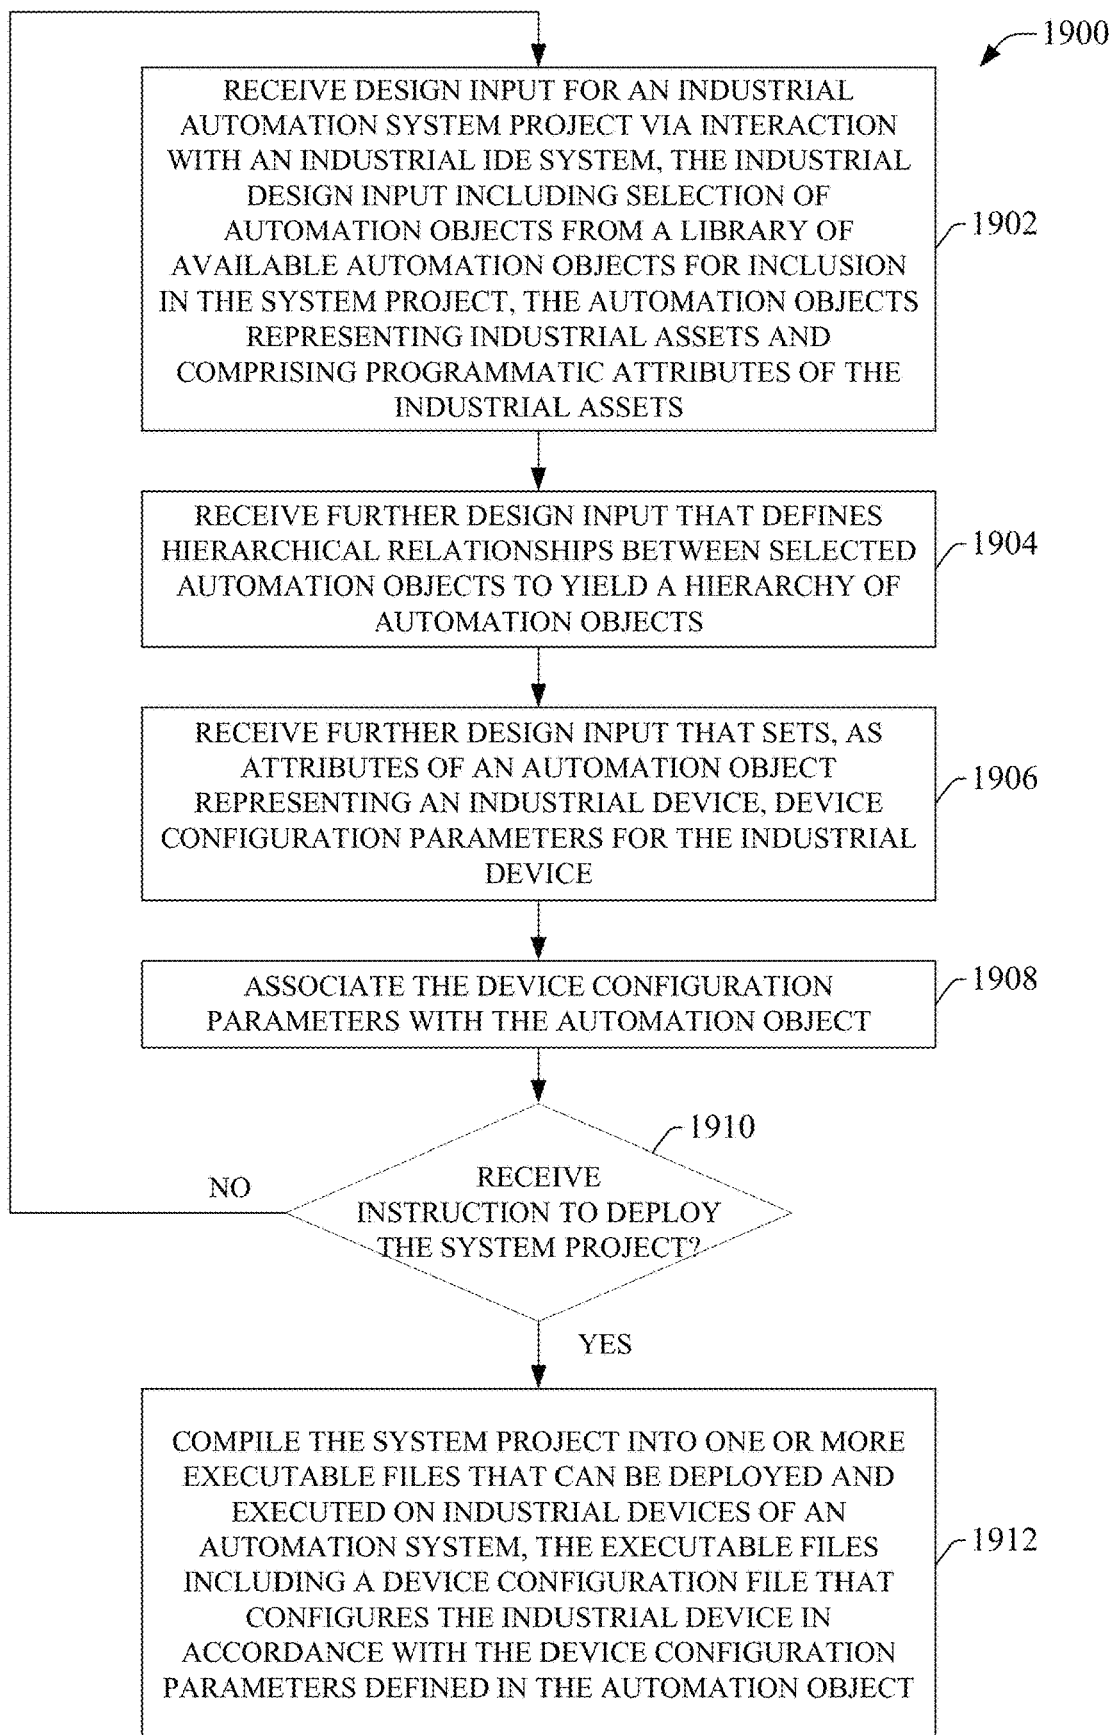 1900
RECEIVE DESIGN INPUT FOR AN INDUSTRIAL
AUTOMATION SYSTEM PROJECT VIA INTERACTION
WITH AN INDUSTRIAL IDE SYSTEM, THE INDUSTRIAL
DESIGN INPUT INCLUDING SELECTION OF
AUTOMATION OBJECTS FROM A LIBRARY OF
AVAILABLE AUTOMATION OBJECTS FOR INCLUSION
IN THE SYSTEM PROJECT, THE AUTOMATION OBJECTS
REPRESENTING INDUSTRIAL ASSETS AND
COMPRISING PROGRAMMATIC ATTRIBUTES OF THE
INDUSTRIAL ASSETS
1902
RECEIVE FURTHER DESIGN INPUT THAT DEFINES
HIERARCHICAL RELATIONSHIPS BETWEEN SELECTED
AUTOMATION OBJECTS TO YIELD A HIERARCHY OF
AUTOMATION OBJECTS
1904
RECEIVE FURTHER DESIGN INPUT THAT SETS, AS
ATTRIBUTES OF AN AUTOMATION OBJECT
REPRESENTING AN INDUSTRIAL DEVICE, DEVICE
CONFIGURATION PARAMETERS FOR THE INDUSTRIAL
DEVICE
1906
ASSOCIATE THE DEVICE CONFIGURATION
PARAMETERS WITH THE AUTOMATION OBJECT
1908
1910
RECEIVE
INSTRUCTION TO DEPLOY
THE SYSTEM PROJECT?
NO
YES
COMPILE THE SYSTEM PROJECT INTO ONE OR MORE
EXECUTABLE FILES THAT CAN BE DEPLOYED AND
EXECUTED ON INDUSTRIAL DEVICES OF AN
AUTOMATION SYSTEM, THE EXECUTABLE FILES
INCLUDING A DEVICE CONFIGURATION FILE THAT
CONFIGURES THE INDUSTRIAL DEVICE IN
ACCORDANCE WITH THE DEVICE CONFIGURATION
PARAMETERS DEFINED IN THE AUTOMATION OBJECT
1912